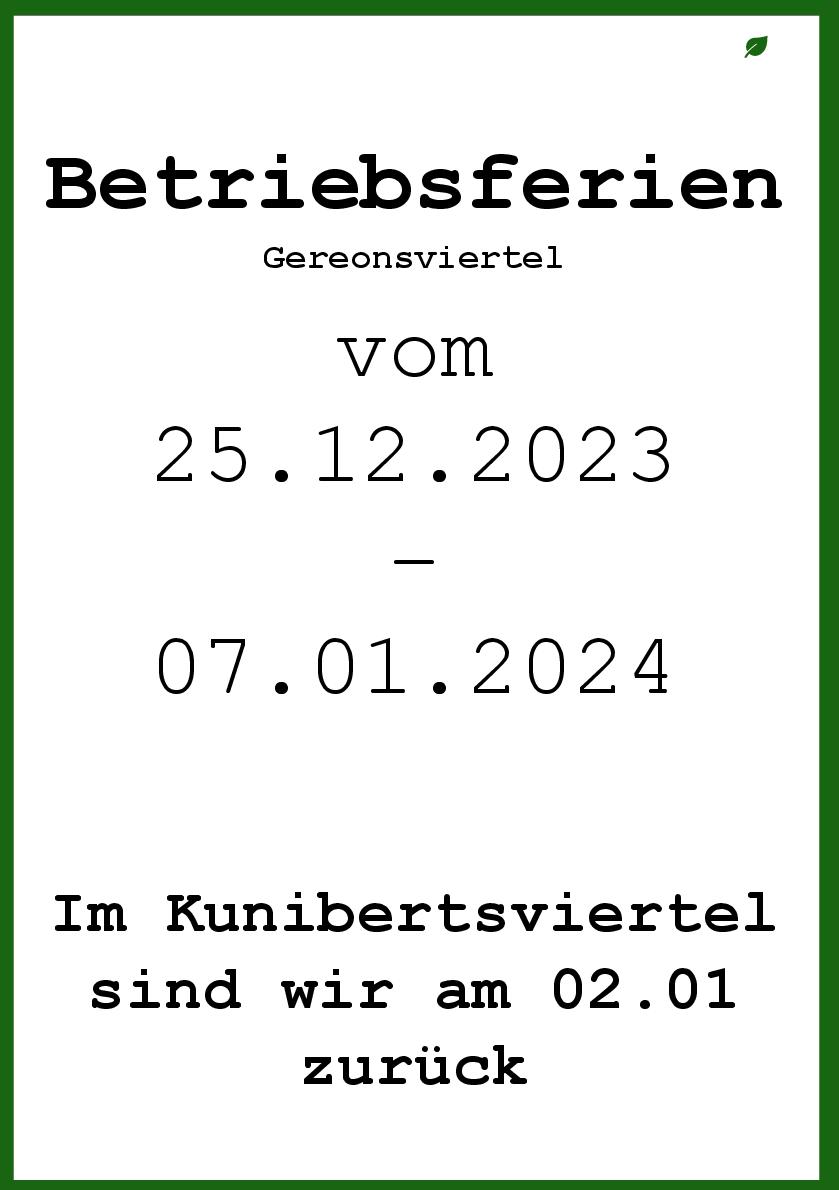 Betriebsferien
Gereonsviertel
vom
25.12.2023
–
07.01.2024
Im Kunibertsviertel
sind wir am 02.01
zurück